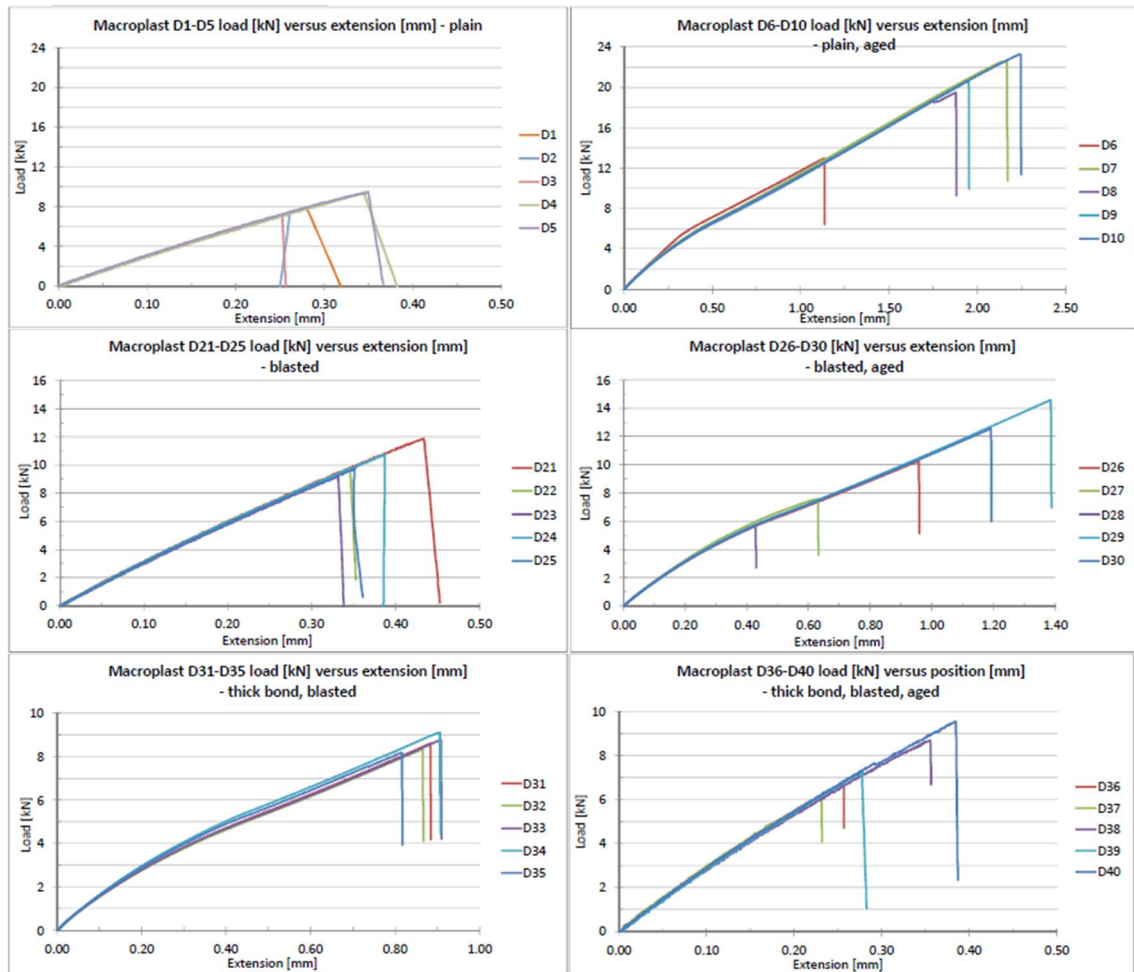 Macroplast D1-D5 load [kN] versus extension [mm] - plain
24
20
16
12
8
4
0
Load [kN]
0.00 0.10 0.20 0.30 0.40 0.50
Extension [mm]
D1
D2
D3
D4
D5
Macroplast D6-D10 load [kN] versus extension [mm]
- plain, aged
24
20
16
12
8
4
0
Load [kN]
0.00 0.50 1.00 1.50 2.00 2.50
Extension [mm]
D6
D7
D8
D9
D10
Macroplast D21-D25 load [kN] versus extension [mm]
- blasted
16
14
12
10
8
6
4
2
0
Load [kN]
0.00 0.10 0.20 0.30 0.40 0.50
Extension [mm]
D21
D22
D23
D24
D25
Macroplast D26-D30 [kN] versus extension [mm]
- blasted, aged
16
14
12
10
8
6
4
2
0
Load [kN]
0.00 0.20 0.40 0.60 0.80 1.00 1.20 1.40
Extension [mm]
D26
D27
D28
D29
D30
Macroplast D31-D35 load [kN] versus extension [mm]
- thick bond, blasted
10
8
6
4
2
0
Load [kN]
0.00 0.20 0.40 0.60 0.80 1.00
Extension [mm]
D31
D32
D33
D34
D35
Macroplast D36-D40 load [kN] versus position [mm]
- thick bond, blasted, aged
10
8
6
4
2
0
Load [kN]
0.00 0.10 0.20 0.30 0.40 0.50
Extension [mm]
D36
D37
D38
D39
D40